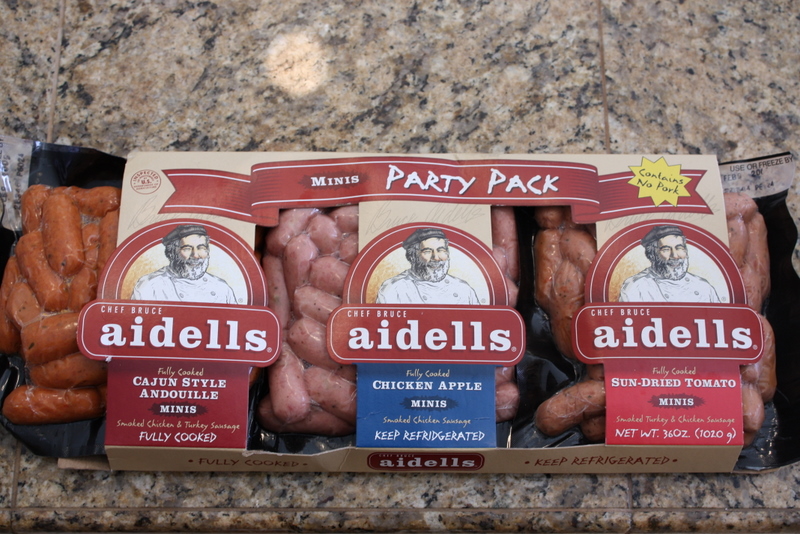 MINIS PARTY PACK
Contains
No Pork
USE OR FREEZE BY
INSPECTED
CHEF BRUCE
aidells
Fully Cooked
CAJUN STYLE
ANDOUILLE
MINIS
Smoked Chicken & Turkey Sausage
FULLY COOKED
CHEF BRUCE
aidells
Fully Cooked
CHICKEN APPLE
MINIS
Smoked Chicken Sausage
KEEP REFRIDGERATED
CHEF BRUCE
aidells
Fully Cooked
SUN-DRIED TOMATO
MINIS
Smoked Turkey & Chicken Sausage
NET WT. 36OZ. (1020 g)
• FULLY COOKED •
CHEF BRUCE
aidells
• KEEP REFRIGERATED •